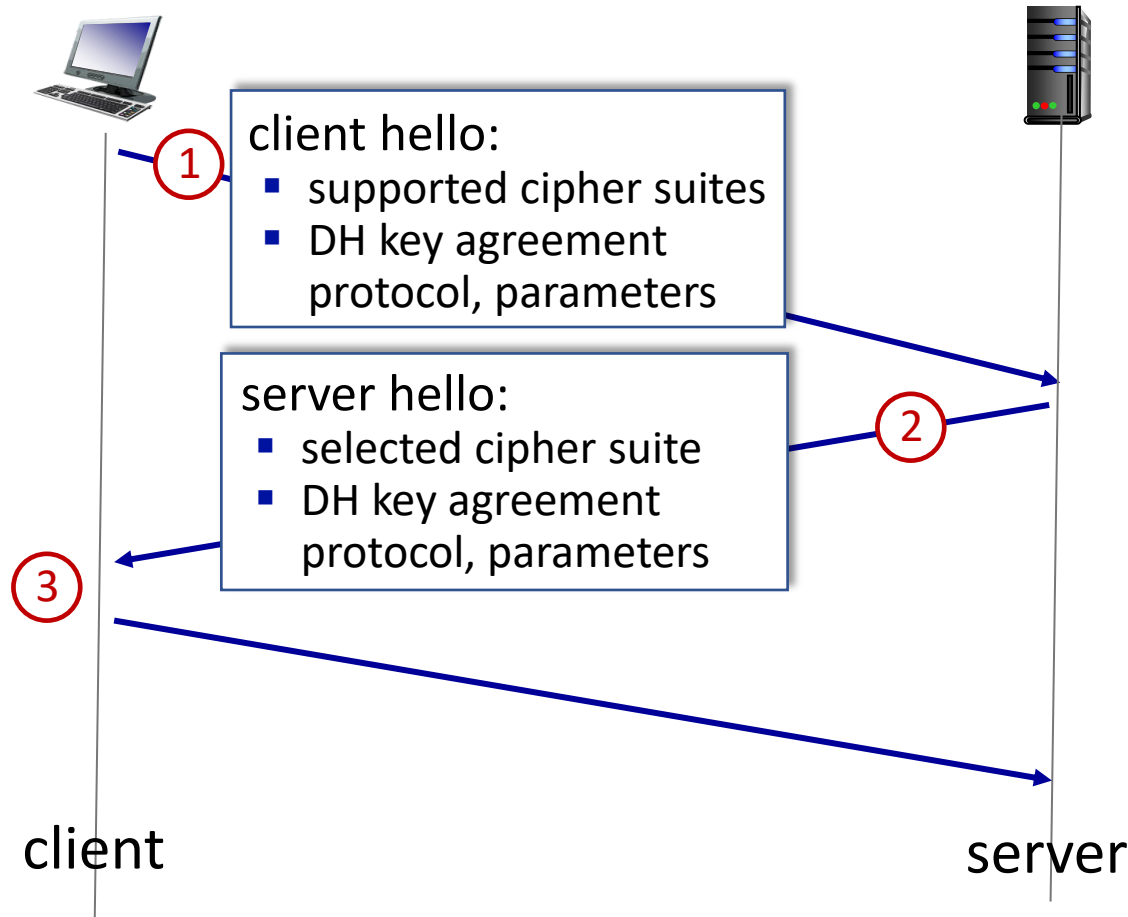 1
client hello:
▪ supported cipher suites
▪ DH key agreement
protocol, parameters
server hello:
▪ selected cipher suite
▪ DH key agreement
protocol, parameters
2
3
client
server